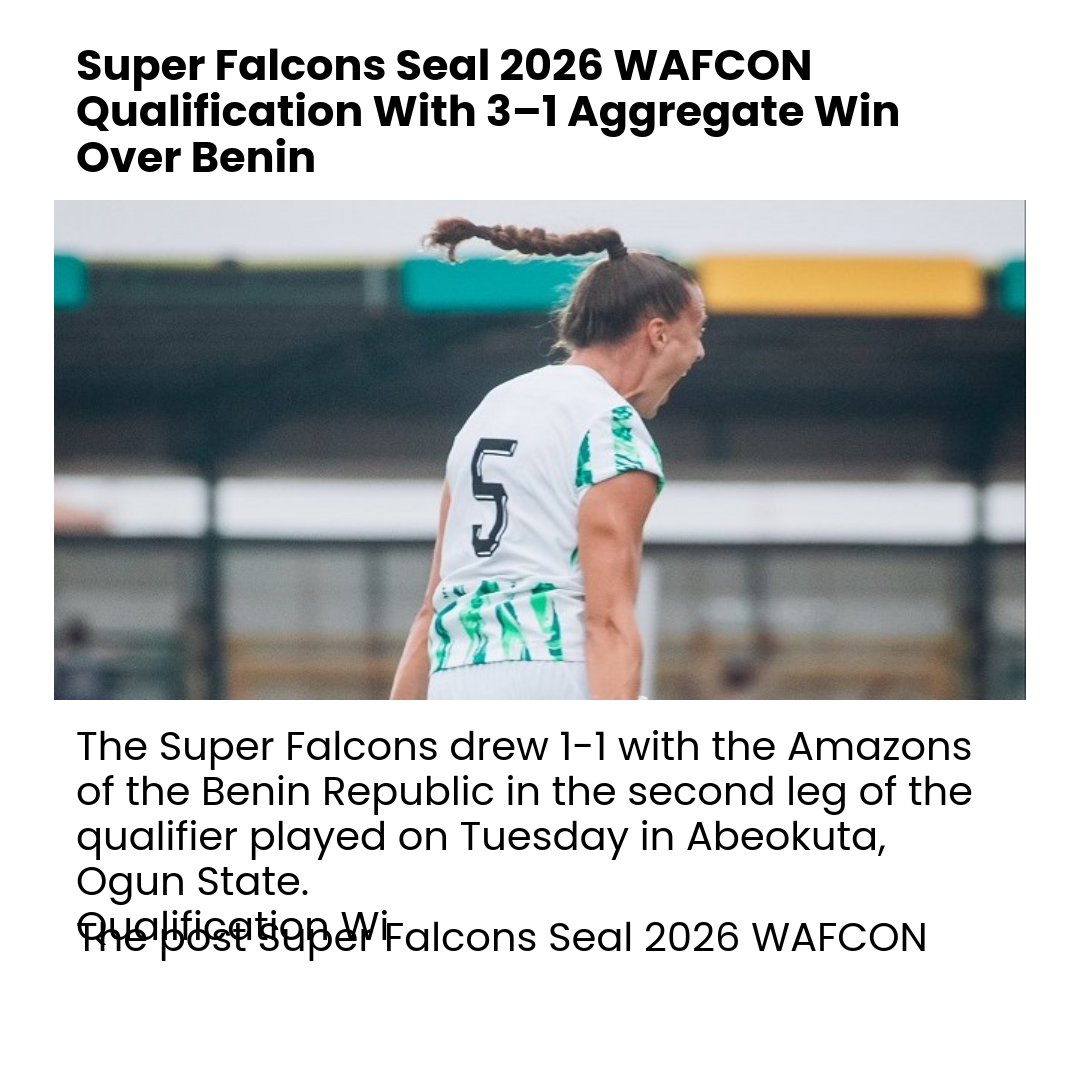 Super Falcons Seal 2026 WAFCON
Qualification With 3–1 Aggregate Win
Over Benin
5
The Super Falcons drew 1-1 with the Amazons
of the Benin Republic in the second leg of the
qualifier played on Tuesday in Abeokuta,
Ogun State.
The post Super Falcons Seal 2026 WAFCON
Qualification Wi